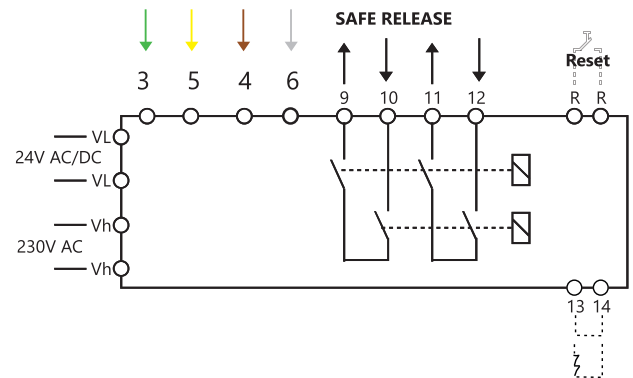 SAFE RELEASE
Reset
3 5 4 6
9 10 11 12 R R
VL
24V AC/DC
VL
Vh
230V AC
Vh
13 14